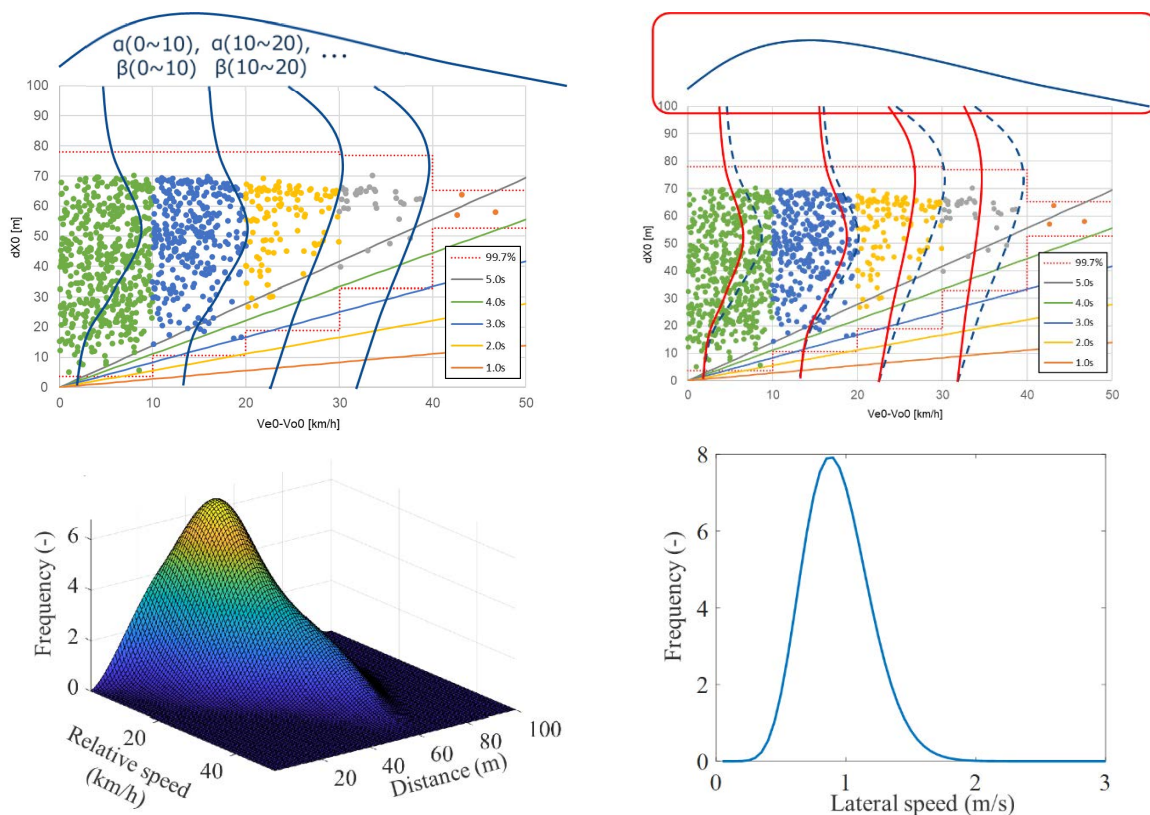 α(0~10), α(10~20),
β(0~10) β(10~20) ...
100
90
80
70
60
50
40
30
20
10
0
dX0 [m]
0 10 20 30 40 50
Ve0-Vo0 [km/h]
99.7%
5.0s
4.0s
3.0s
2.0s
1.0s
100
90
80
70
60
50
40
30
20
10
0
dX0 [m]
0 10 20 30 40 50
Ve0-Vo0 [km/h]
99.7%
5.0s
4.0s
3.0s
2.0s
1.0s
6
4
2
0
Frequency (-)
20
40
Relative speed
(km/h)
20 40 60 80 100
Distance (m)
8
6
4
2
0
Frequency (-)
0 1 2 3
Lateral speed (m/s)